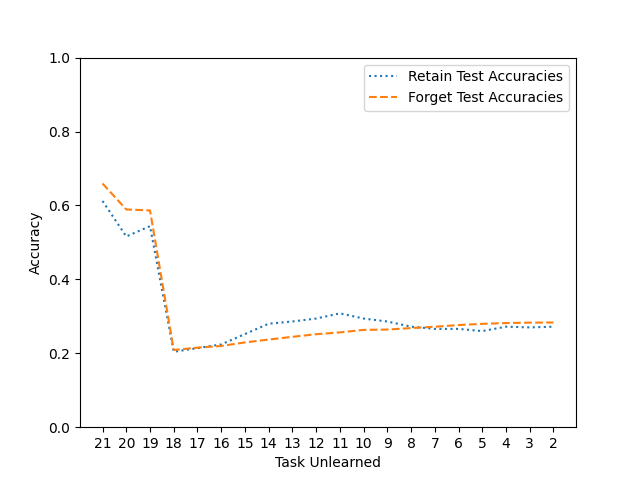 1.0
0.8
0.6
0.4
0.2
0.0
Accuracy
Retain Test Accuracies
Forget Test Accuracies
21 20 19 18 17 16 15 14 13 12 11 10 9 8 7 6 5 4 3 2
Task Unlearned